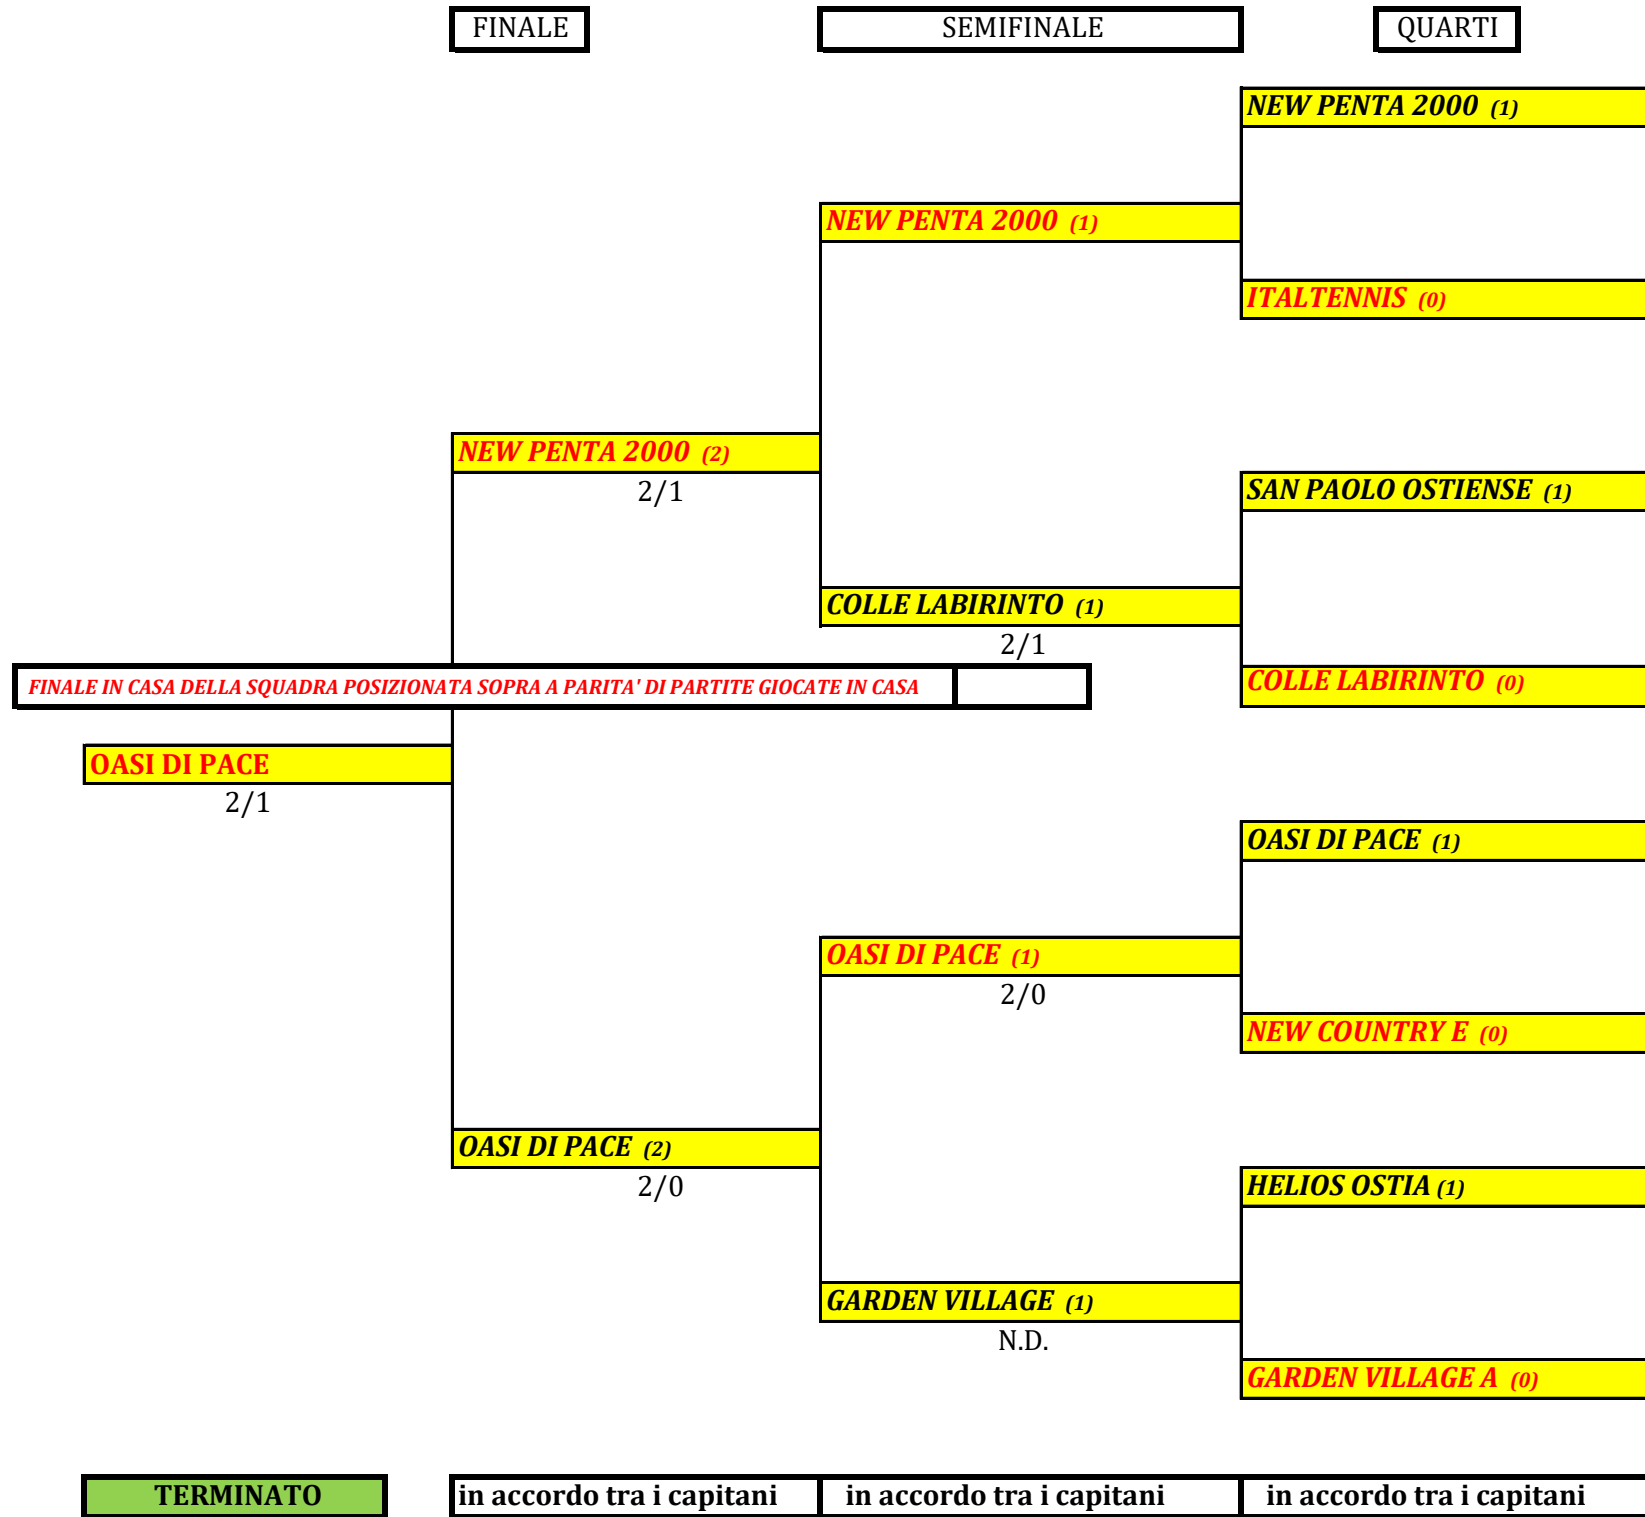 FINALE
SEMIFINALE
QUARTI
NEW PENTA 2000 (1)
NEW PENTA 2000 (1)
ITALTENNIS (0)
NEW PENTA 2000 (2)
2/1
SAN PAOLO OSTIENSE (1)
COLLE LABIRINTO (1)
2/1
FINALE IN CASA DELLA SQUADRA POSIZIONATA SOPRA A PARITA' DI PARTITE GIOCATE IN CASA
COLLE LABIRINTO (0)
OASI DI PACE
2/1
OASI DI PACE (1)
OASI DI PACE (1)
2/0
NEW COUNTRY E (0)
OASI DI PACE (2)
2/0
HELIOS OSTIA (1)
GARDEN VILLAGE (1)
N.D.
GARDEN VILLAGE A (0)
TERMINATO
in accordo tra i capitani
in accordo tra i capitani
in accordo tra i capitani